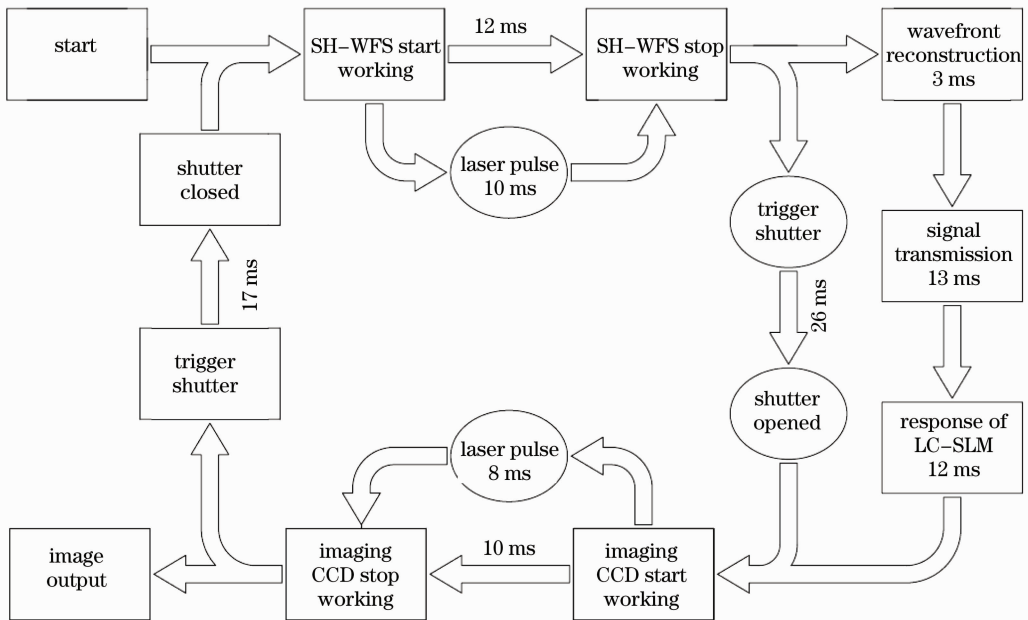 start
SH-WFS start
working
12 ms
SH-WFS stop
working
wavefront
reconstruction
3 ms
shutter
closed
laser pulse
10 ms
trigger
shutter
signal
transmission
13 ms
17 ms
26 ms
trigger
shutter
shutter
opened
response of
LC-SLM
12 ms
laser pulse
8 ms
image
output
imaging
CCD stop
working
10 ms
imaging
CCD start
working